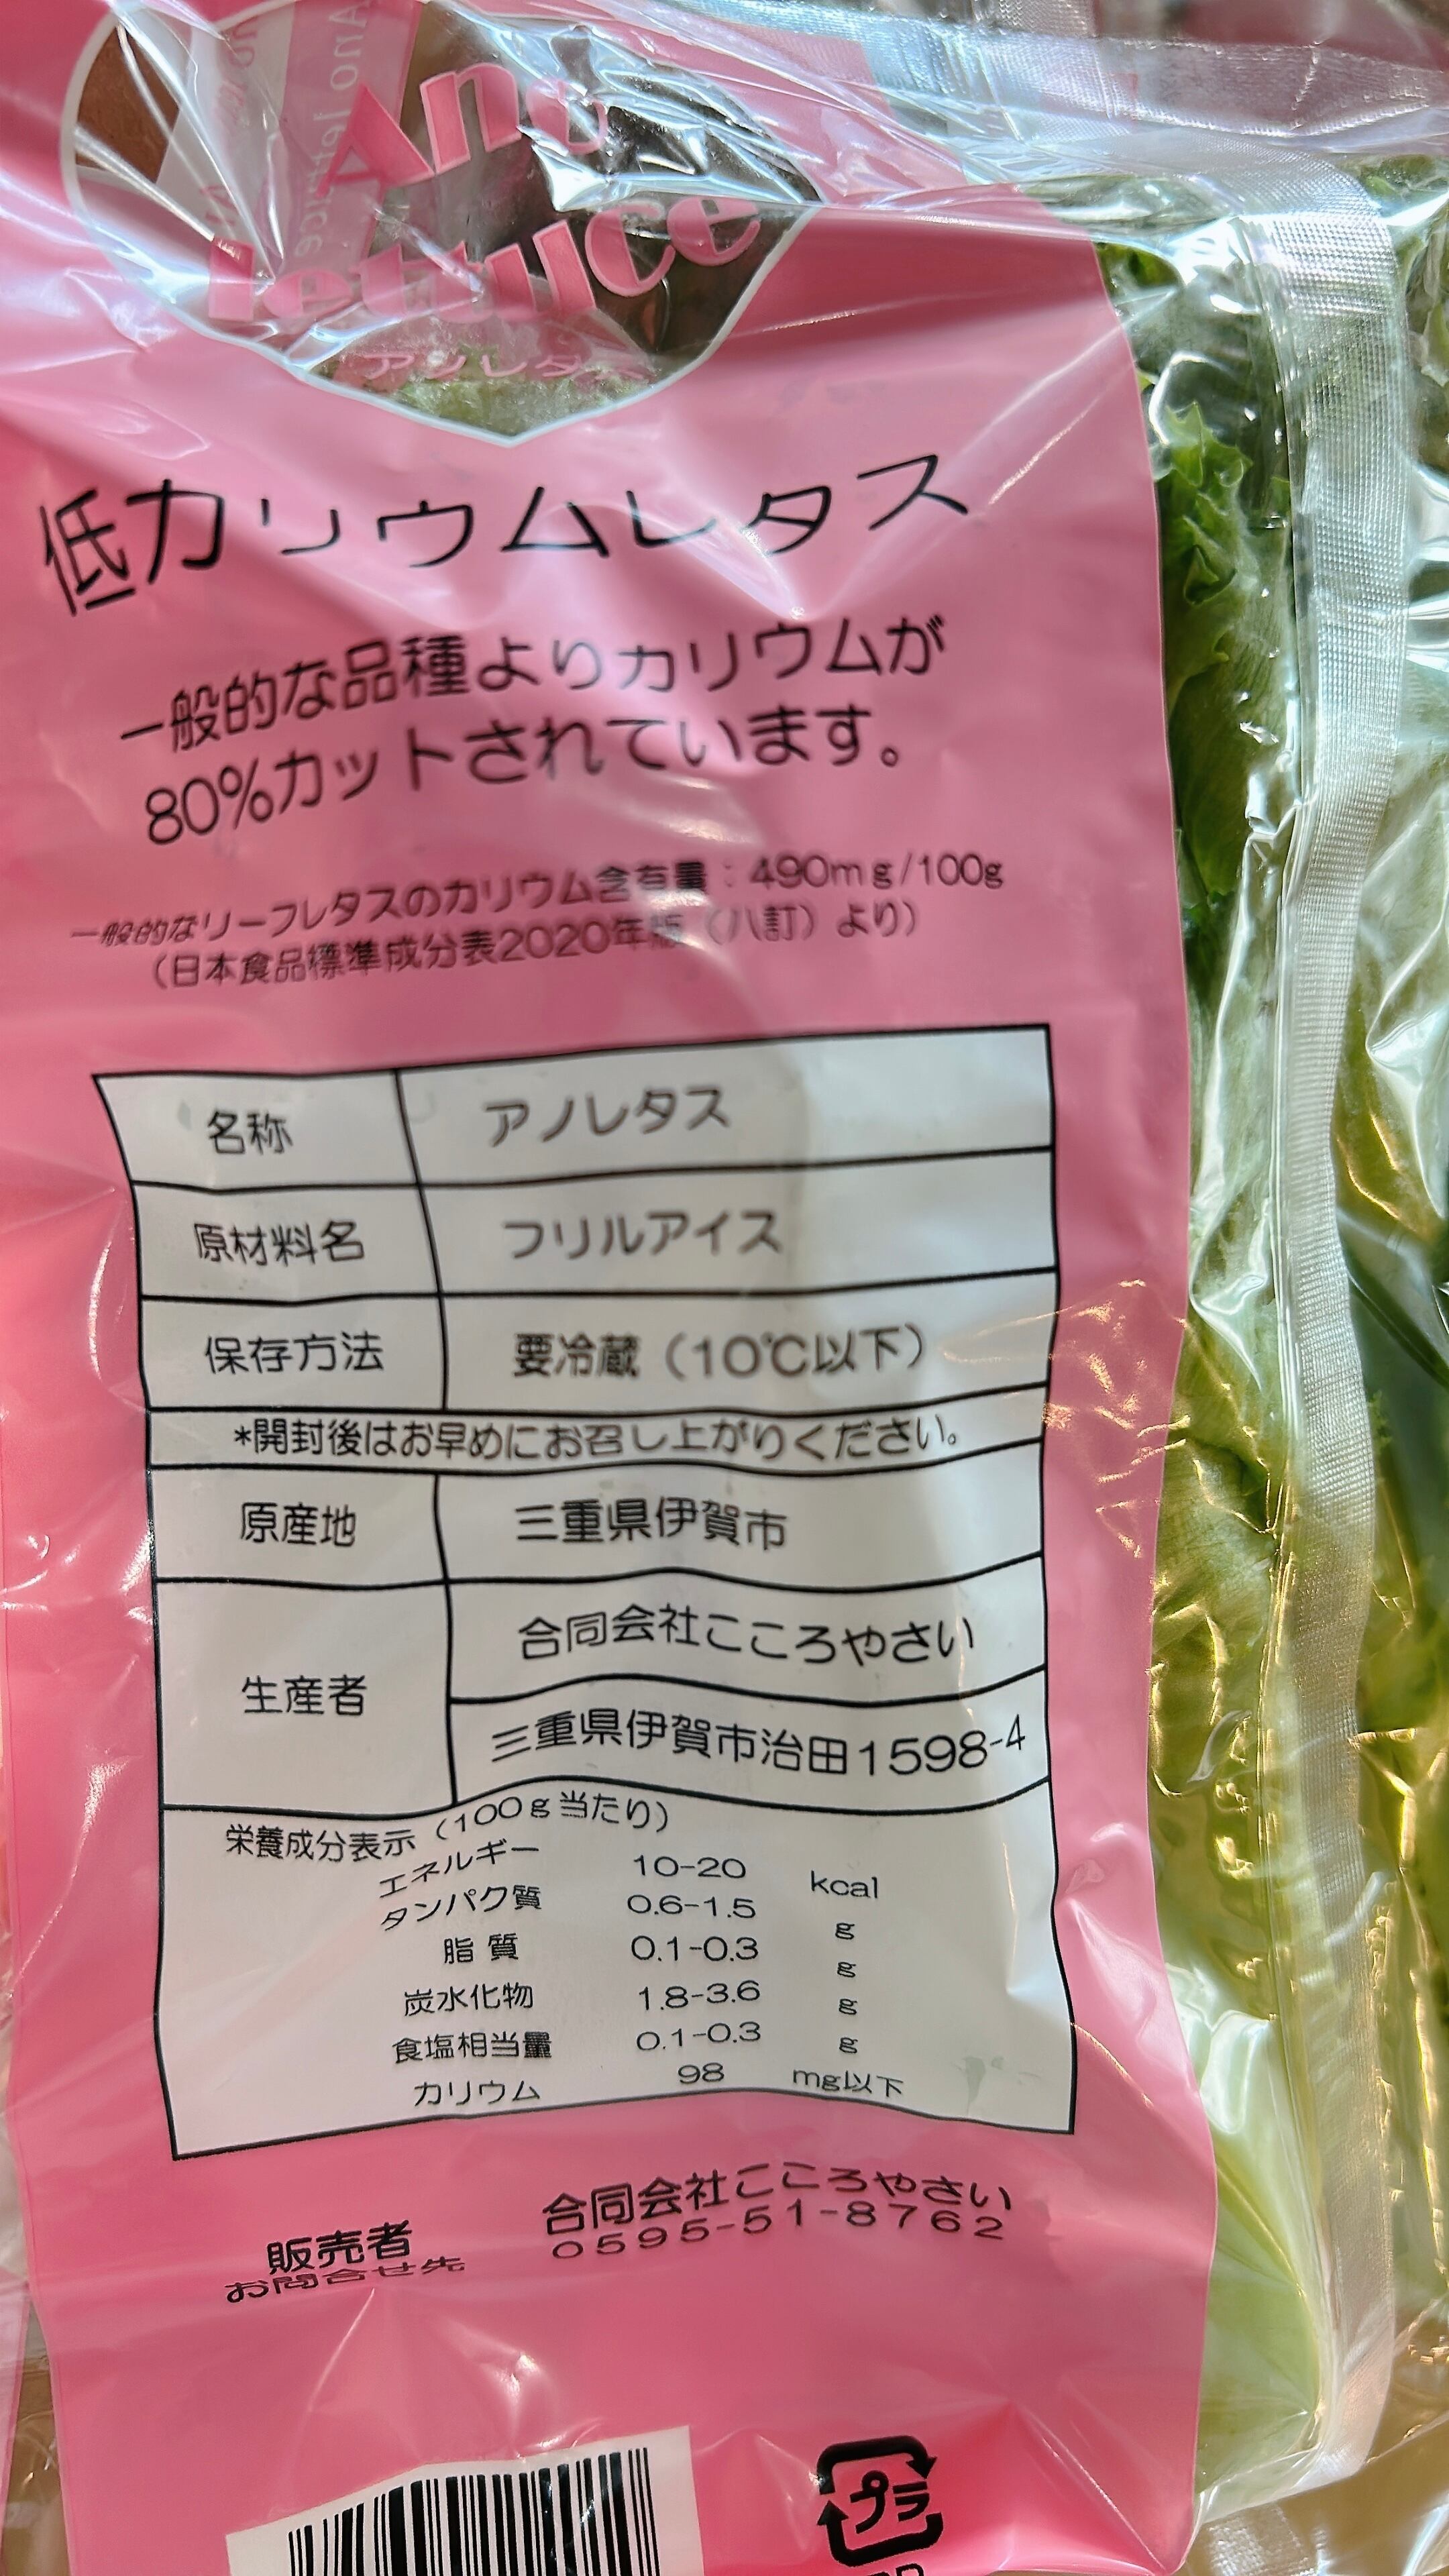 Ano
lettuce
アノレタス
低カリウムレタス
一般的な品種よりカリウムが
80%カットされています。
一般的なリーフレタスのカリウム含有量：490mg/100g
（日本食品標準成分表2020年版（八訂）より）
名称 アノレタス
原材料名 フリルアイス
保存方法 要冷蔵（10℃以下）
*開封後はお早めにお召し上がりください。
原産地 三重県伊賀市
生産者 合同会社こころやさい
三重県伊賀市治田1598-4
栄養成分表示（100g当たり）
エネルギー 10-20 kcal
タンパク質 0.6-1.5 g
脂質 0.1-0.3 g
炭水化物 1.8-3.6 g
食塩相当量 0.1-0.3 g
カリウム 98 mg以下
販売者 合同会社こころやさい
お問合せ先 0595-51-8762
プラ